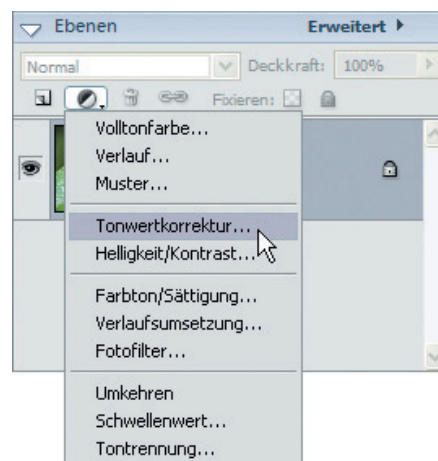 Ebenen Erweitert
Normal Deckkraft: 100%
Fixieren:
Volltonfarbe...
Verlauf...
Muster...
Tonwertkorrektur...
Helligkeit/Kontrast...
Farbton/Sättigung...
Verlaufsumsetzung...
Fotofilter...
Umkehren
Schwellenwert...
Tontrennung...